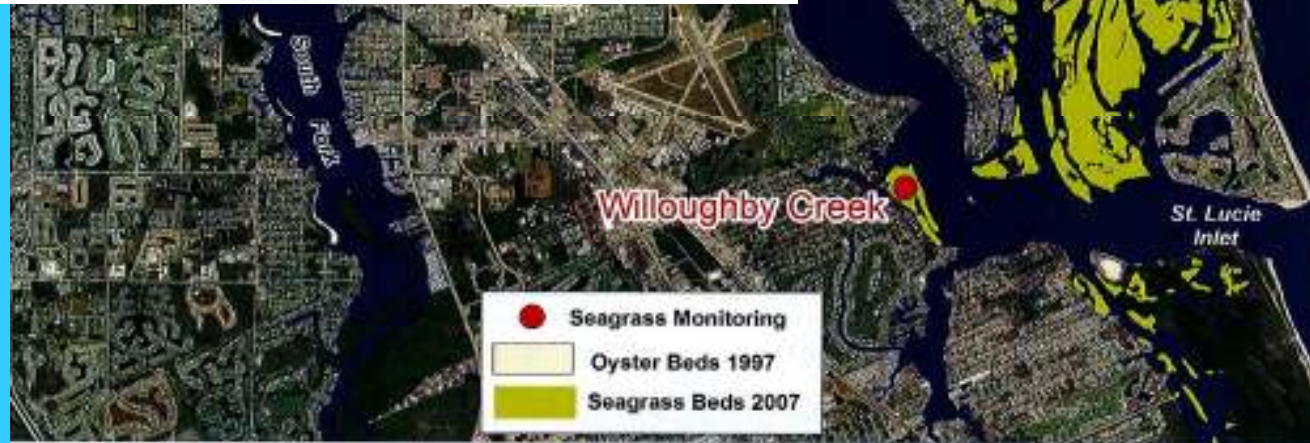 South
Fork
Willoughby Creek
St. Lucie
Inlet
Seagrass Monitoring
Oyster Beds 1997
Seagrass Beds 2007